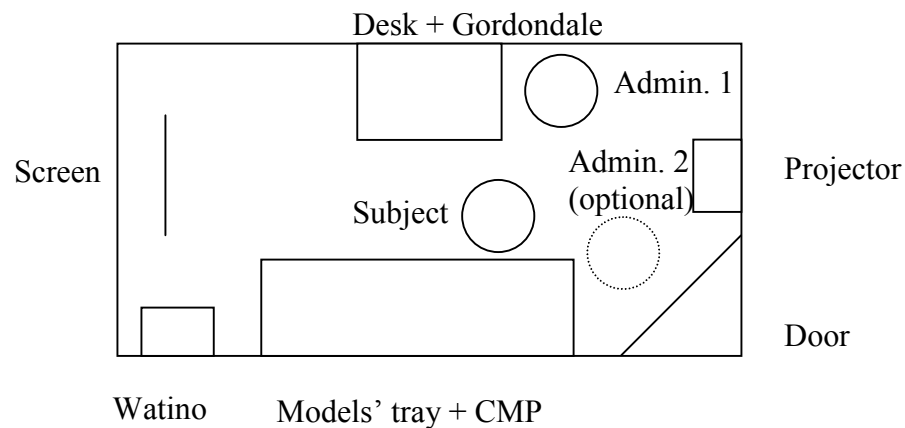 Desk + Gordondale
Admin. 1
Screen
Admin. 2
(optional)
Projector
Subject
Door
Watino
Models’ tray + CMP